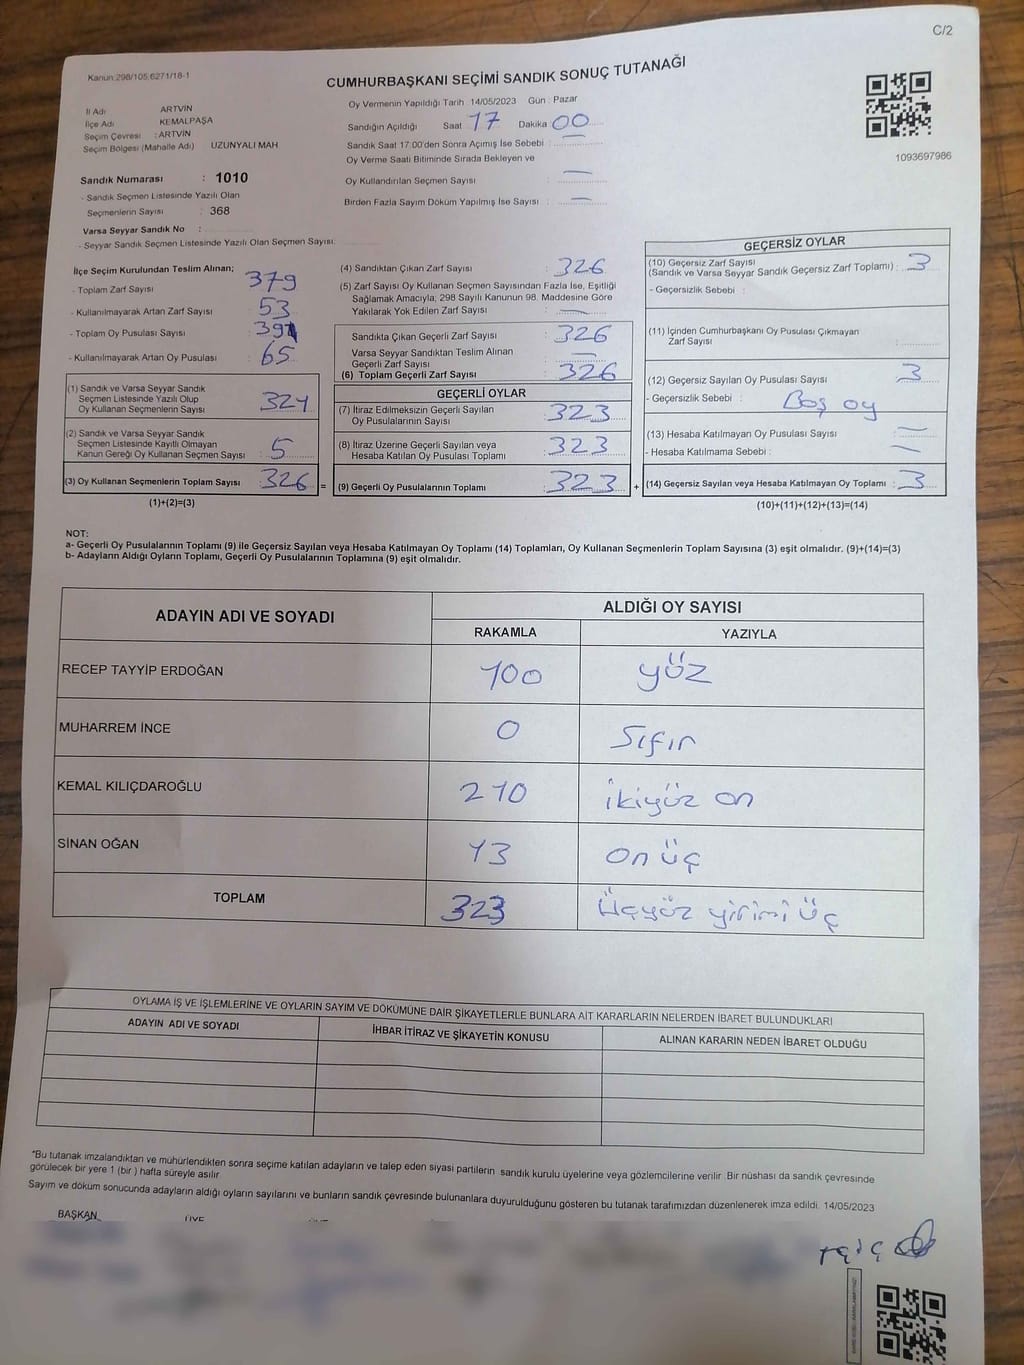 C/2
Kanun:298/105;6271/18-1
CUMHURBAŞKANI SEÇİMİ SANDIK SONUÇ TUTANAĞI
İl Adı ARTVİN
İlçe Adı KEMALPAŞA
Seçim Çevresi : ARTVİN
Seçim Bölgesi (Mahalle Adı) UZUNYALI MAH
Sandık Numarası : 1010
- Sandık Seçmen Listesinde Yazılı Olan
Seçmenlerin Sayısı : 368
Varsa Seyyar Sandık No :
- Seyyar Sandık Seçmen Listesinde Yazılı Olan Seçmen Sayısı:
Oy Vermenin Yapıldığı Tarih 14/05/2023 Gün : Pazar
Sandığın Açıldığı Saat 17 Dakika 00
Sandık Saat 17.00'den Sonra Açımış İse Sebebi : —
Oy Verme Saati Bitiminde Sırada Bekleyen ve
Oy Kullandırılan Seçmen Sayısı : —
Birden Fazla Sayım Döküm Yapılmış İse Sayısı : —
1093697986
İlçe Seçim Kurulundan Teslim Alınan;
- Toplam Zarf Sayısı : 379
- Kullanılmayarak Artan Zarf Sayısı : 53
- Toplam Oy Pusulası Sayısı : 391
- Kullanılmayarak Artan Oy Pusulası : 65
(1) Sandık ve Varsa Seyyar Sandık
Seçmen Listesinde Yazılı Olup
Oy Kullanan Seçmenlerin Sayısı : 321
(2) Sandık ve Varsa Seyyar Sandık
Seçmen Listesinde Kayıtlı Olmayan
Kanun Gereği Oy Kullanan Seçmen Sayısı : 5
(3) Oy Kullanan Seçmenlerin Toplam Sayısı : 326 =
(1)+(2)=(3)
(4) Sandıktan Çıkan Zarf Sayısı : 326
(5) Zarf Sayısı Oy Kullanan Seçmen Sayısından Fazla İse, Eşitliği
Sağlamak Amacıyla, 298 Sayılı Kanunun 98. Maddesine Göre
Yakılarak Yok Edilen Zarf Sayısı : —
Sandıkta Çıkan Geçerli Zarf Sayısı : 326
Varsa Seyyar Sandıktan Teslim Alınan
Geçerli Zarf Sayısı : —
(6) Toplam Geçerli Zarf Sayısı : 326
GEÇERLİ OYLAR
(7) İtiraz Edilmeksizin Geçerli Sayılan
Oy Pusulalarının Sayısı : 323
(8) İtiraz Üzerine Geçerli Sayılan veya
Hesaba Katılan Oy Pusulası Toplamı : 323
(9) Geçerli Oy Pusulalarının Toplamı : 323 +
GEÇERSİZ OYLAR
(10) Geçersiz Zarf Sayısı
(Sandık ve Varsa Seyyar Sandık Geçersiz Zarf Toplamı) : 3
- Geçersizlik Sebebi :
(11) İçinden Cumhurbaşkanı Oy Pusulası Çıkmayan
Zarf Sayısı :
(12) Geçersiz Sayılan Oy Pusulası Sayısı : 3
- Geçersizlik Sebebi : Boş oy
(13) Hesaba Katılmayan Oy Pusulası Sayısı : —
- Hesaba Katılmama Sebebi : —
(14) Geçersiz Sayılan veya Hesaba Katılmayan Oy Toplamı : 3
(10)+(11)+(12)+(13)=(14)
NOT:
a- Geçerli Oy Pusulalarının Toplamı (9) ile Geçersiz Sayılan veya Hesaba Katılmayan Oy Toplamı (14) Toplamları, Oy Kullanan Seçmenlerin Toplam Sayısına (3) eşit olmalıdır. (9)+(14)=(3)
b- Adayların Aldığı Oyların Toplamı, Geçerli Oy Pusulalarının Toplamına (9) eşit olmalıdır.
ADAYIN ADI VE SOYADI
ALDIĞI OY SAYISI
RAKAMLA YAZIYLA
RECEP TAYYİP ERDOĞAN 100 yüz
MUHARREM İNCE 0 Sıfır
KEMAL KILIÇDAROĞLU 210 ikiyüz on
SİNAN OĞAN 13 on üç
TOPLAM 323 Üçyüz yirimi üç
OYLAMA İŞ VE İŞLEMLERİNE VE OYLARIN SAYIM VE DÖKÜMÜNE DAİR ŞİKAYETLERLE BUNLARA AİT KARARLARIN NELERDEN İBARET BULUNDUKLARI
ADAYIN ADI VE SOYADI İHBAR İTİRAZ VE ŞİKAYETİN KONUSU ALINAN KARARIN NEDEN İBARET OLDUĞU
*Bu tutanak imzalandıktan ve mühürlendikten sonra seçime katılan adayların ve talep eden siyasi partilerin sandık kurulu üyelerine veya gözlemcilerine verilir. Bir nüshası da sandık çevresinde
görülecek bir yere 1 (bir ) hafta süreyle asılır.
Sayım ve döküm sonucunda adayların aldığı oyların sayılarını ve bunların sandık çevresinde bulunanlara duyurulduğunu gösteren bu tutanak tarafımızdan düzenlenerek imza edildi. 14/05/2023
BAŞKAN ÜYE